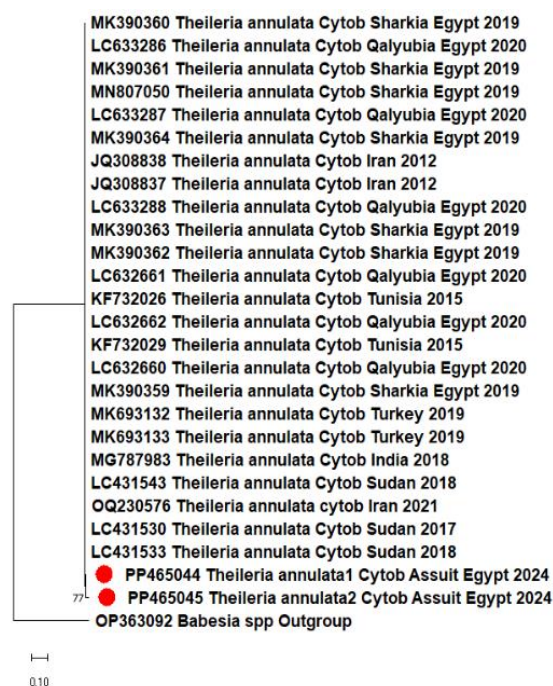 MK390360 Theileria annulata Cytob Sharkia Egypt 2019
LC633286 Theileria annulata Cytob Qalyubia Egypt 2020
MK390361 Theileria annulata Cytob Sharkia Egypt 2019
MN807050 Theileria annulata Cytob Sharkia Egypt 2019
LC633287 Theileria annulata Cytob Qalyubia Egypt 2020
MK390364 Theileria annulata Cytob Sharkia Egypt 2019
JQ308838 Theileria annulata Cytob Iran 2012
JQ308837 Theileria annulata Cytob Iran 2012
LC633288 Theileria annulata Cytob Qalyubia Egypt 2020
MK390363 Theileria annulata Cytob Sharkia Egypt 2019
MK390362 Theileria annulata Cytob Sharkia Egypt 2019
LC632661 Theileria annulata Cytob Qalyubia Egypt 2020
KF732026 Theileria annulata Cytob Tunisia 2015
LC632662 Theileria annulata Cytob Qalyubia Egypt 2020
KF732029 Theileria annulata Cytob Tunisia 2015
LC632660 Theileria annulata Cytob Qalyubia Egypt 2020
MK390359 Theileria annulata Cytob Sharkia Egypt 2019
MK693132 Theileria annulata Cytob Turkey 2019
MK693133 Theileria annulata Cytob Turkey 2019
MG787983 Theileria annulata Cytob India 2018
LC431543 Theileria annulata Cytob Sudan 2018
OQ230576 Theileria annulata cytob Iran 2021
LC431530 Theileria annulata Cytob Sudan 2017
LC431533 Theileria annulata Cytob Sudan 2018
PP465044 Theileria annulata1 Cytob Assuit Egypt 2024
77 PP465045 Theileria annulata2 Cytob Assuit Egypt 2024
OP363092 Babesia spp Outgroup
0.10